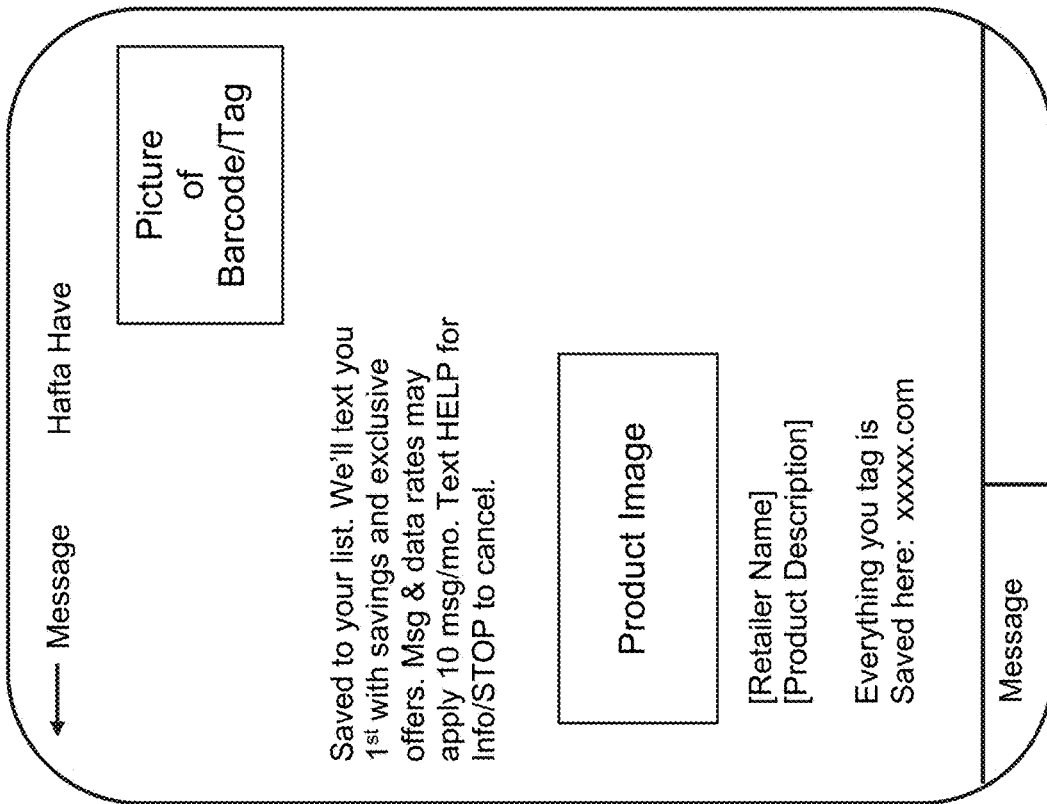 Message Hafta Have
Picture
of
Barcode/Tag
Saved to your list. We'll text you
1st with savings and exclusive
offers. Msg & data rates may
apply 10 msg/mo. Text HELP for
Info/STOP to cancel.
Product Image
[Retailer Name]
[Product Description]
Everything you tag is
Saved here: xxxxx.com
Message